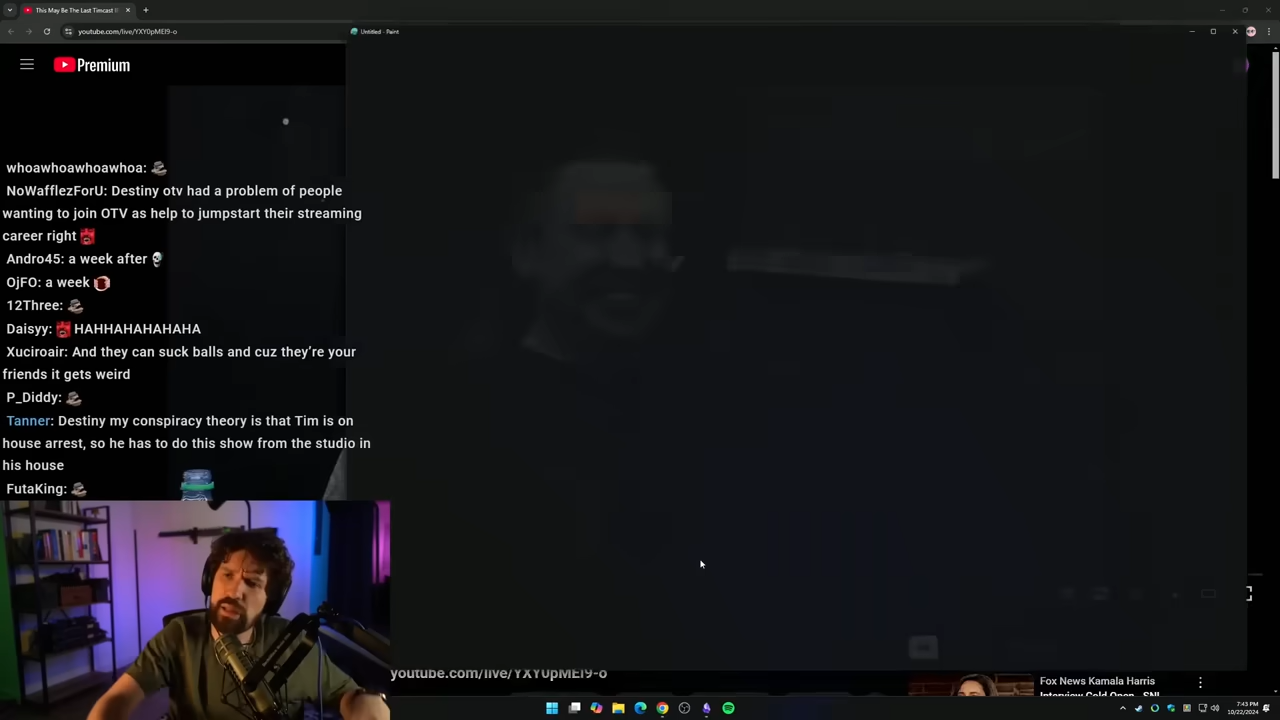 This May Be The Last Timcast I
youtube.com/live/YXY0pMEI9-o
Untitled - Paint
Premium
whoawhoawhoawhoa:
NoWafflezForU: Destiny otv had a problem of people
wanting to join OTV as help to jumpstart their streaming
career right
Andro45: a week after
OjFO: a week
12Three:
Daisyy: HAHHAHAHAHAHA
Xuciroair: And they can suck balls and cuz they're your
friends it gets weird
P_Diddy:
Tanner: Destiny my conspiracy theory is that Tim is on
house arrest, so he has to do this show from the studio in
his house
FutaKing:
youtube.com/live/YXY0pMEI9-o
Fox News Kamala Harris
Interview Cold Open - SNL
7:43 PM
10/22/2024